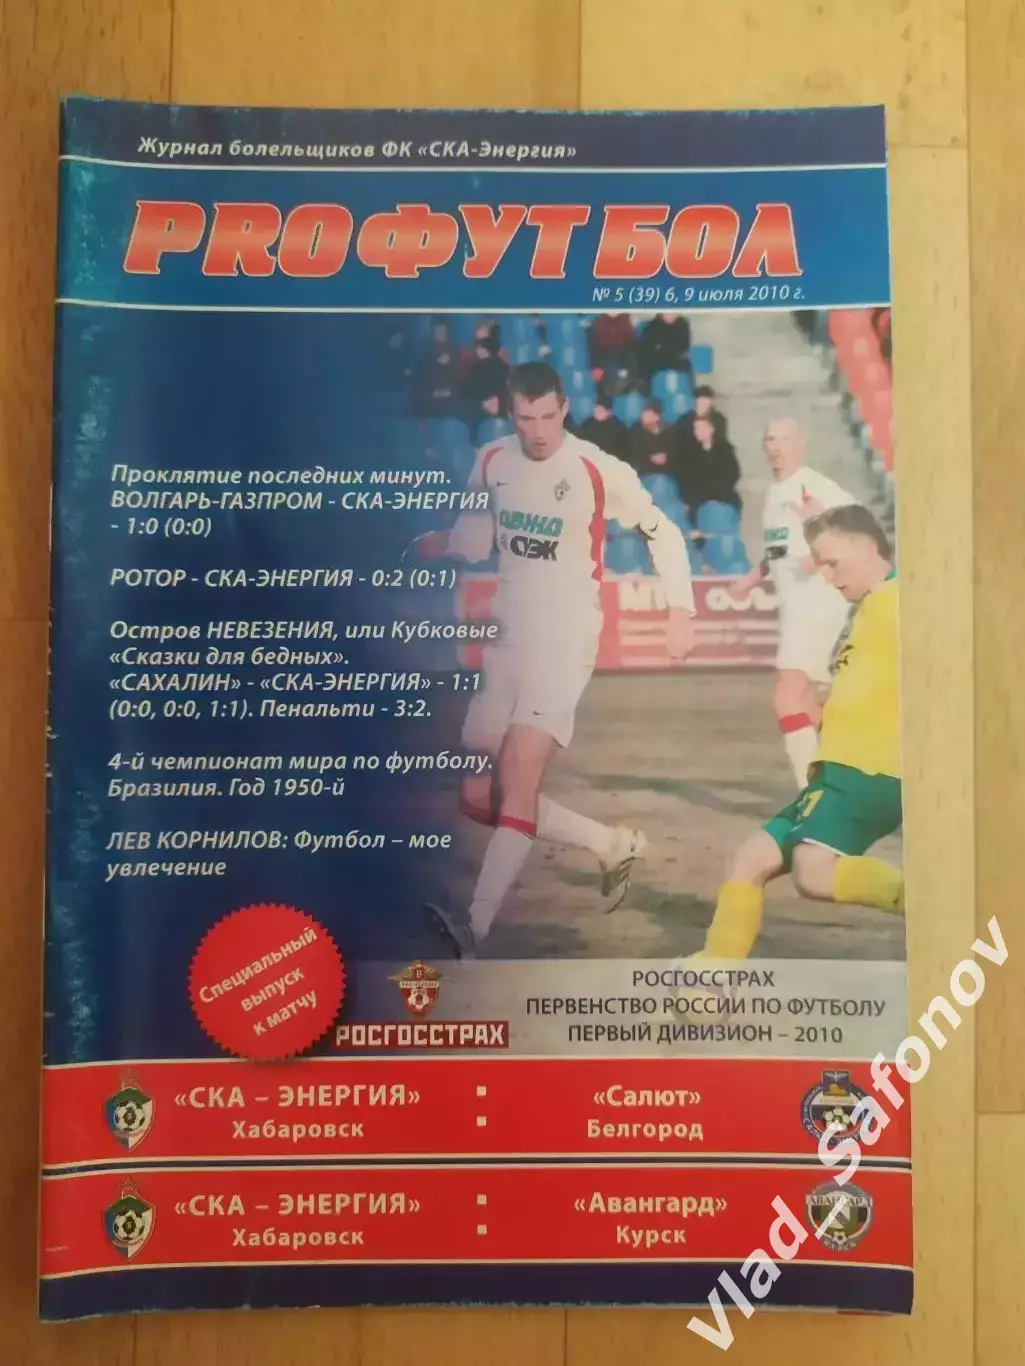 Журнал болельщиков ФК «СКА-Энергия»
PROФУТБОЛ
№ 5 (39) 6, 9 июля 2010 г.
Проклятие последних минут.
ВОЛГАРЬ-ГАЗПРОМ - СКА-ЭНЕРГИЯ
- 1:0 (0:0)
РОТОР - СКА-ЭНЕРГИЯ - 0:2 (0:1)
Остров НЕВЕЗЕНИЯ, или Кубковые
«Сказки для бедных».
«САХАЛИН» - «СКА-ЭНЕРГИЯ» - 1:1
(0:0, 0:0, 1:1). Пенальти - 3:2.
4-й чемпионат мира по футболу.
Бразилия. Год 1950-й
ЛЕВ КОРНИЛОВ: Футбол – мое
увлечение
СУЭК
Специальный
выпуск
к матчу
РОСГОССТРАХ
РОСГОССТРАХ
ПЕРВЕНСТВО РОССИИ ПО ФУТБОЛУ
ПЕРВЫЙ ДИВИЗИОН – 2010
«СКА – ЭНЕРГИЯ» : «Салют»
Хабаровск Белгород
«СКА – ЭНЕРГИЯ» : «Авангард»
Хабаровск Курск
АВАНГАРД
КУРСК
vlad_safonov